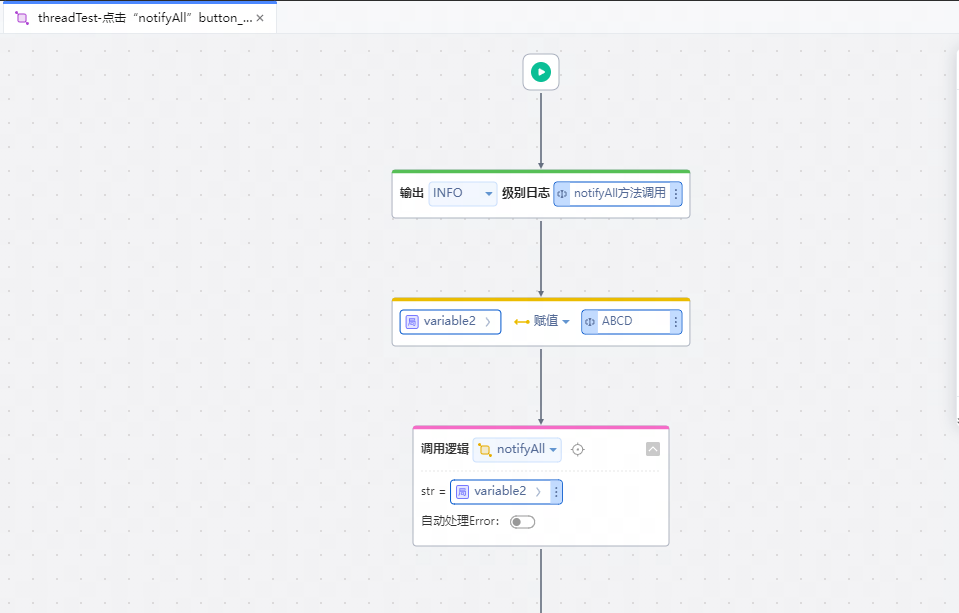 threadTest-点击“notifyAll”button_...
输出 INFO 级别日志 notifyAll方法调用
局 variable2 赋值 ABCD
调用逻辑 notifyAll
str = 局 variable2
自动处理Error: